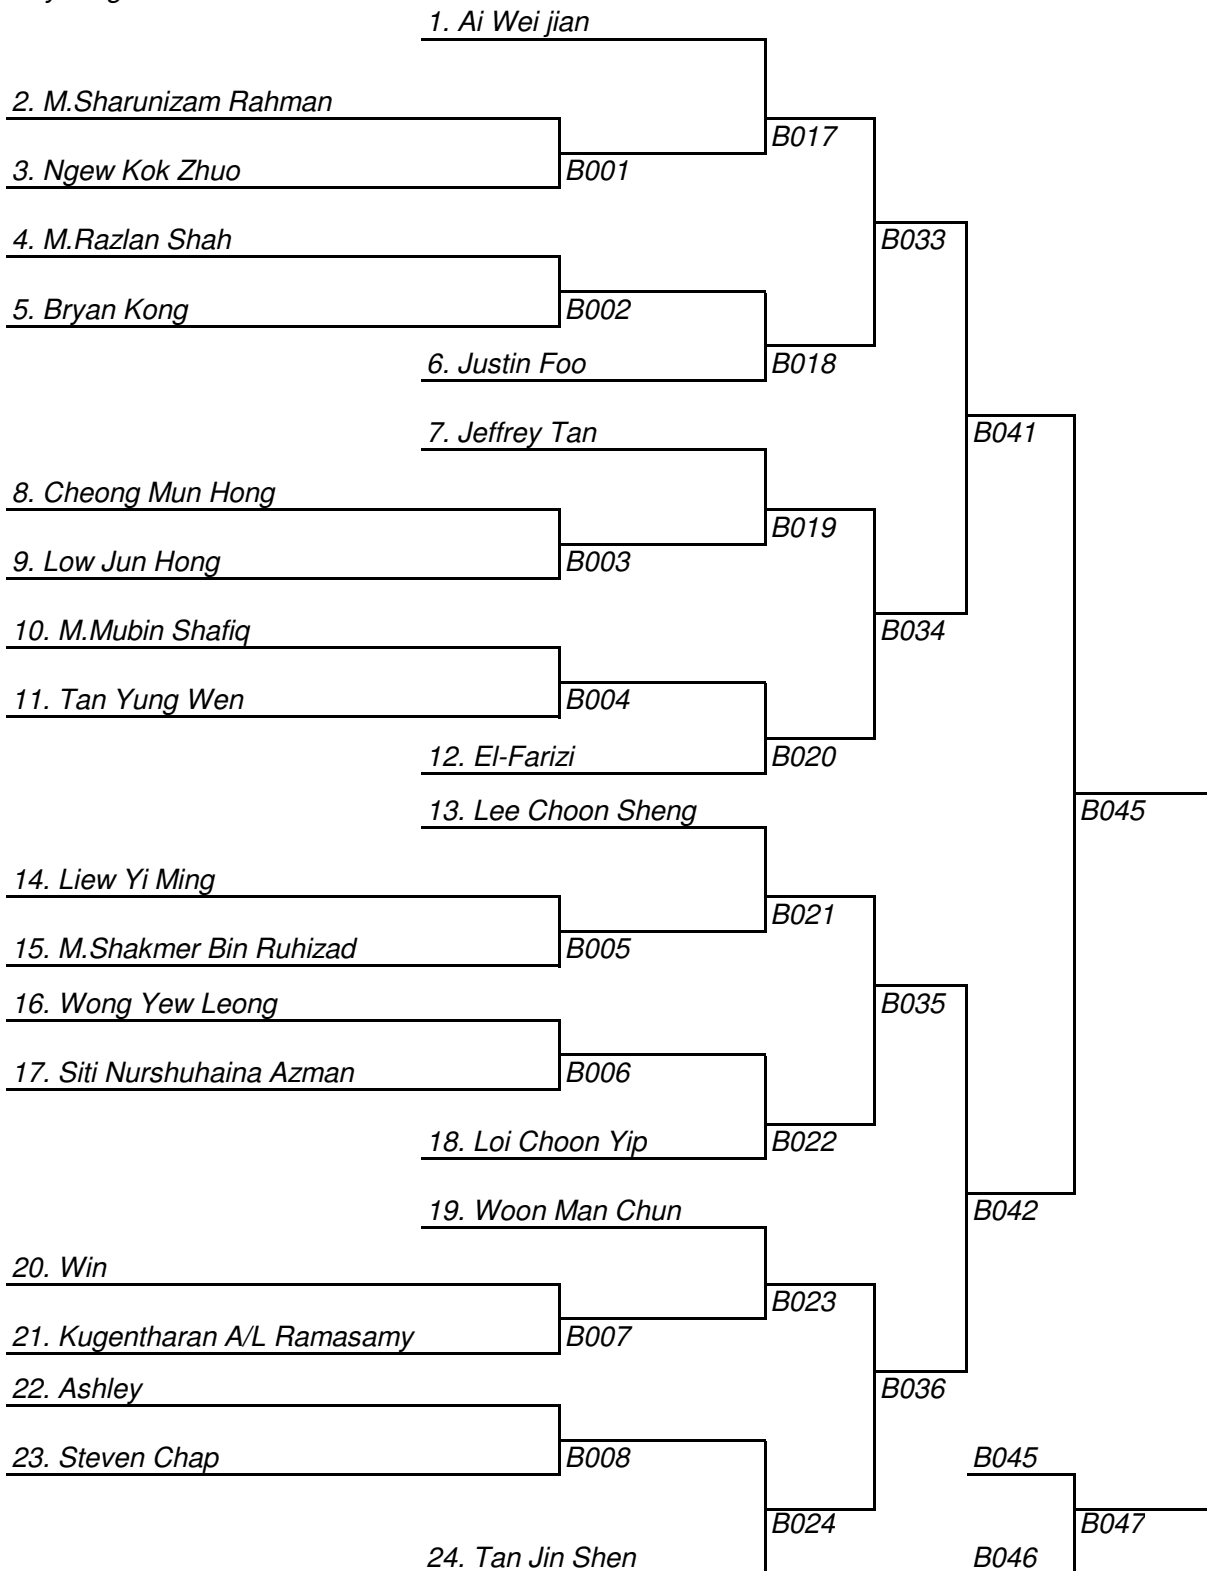 1. Ai Wei jian
2. M.Sharunizam Rahman
B017
3. Ngew Kok Zhuo
B001
4. M.Razlan Shah
B033
5. Bryan Kong
B002
6. Justin Foo
B018
7. Jeffrey Tan
B041
8. Cheong Mun Hong
B019
9. Low Jun Hong
B003
10. M.Mubin Shafiq
B034
11. Tan Yung Wen
B004
12. El-Farizi
B020
13. Lee Choon Sheng
B045
14. Liew Yi Ming
B021
15. M.Shakmer Bin Ruhizad
B005
16. Wong Yew Leong
B035
17. Siti Nurshuhaina Azman
B006
18. Loi Choon Yip
B022
19. Woon Man Chun
B042
20. Win
B023
21. Kugentharan A/L Ramasamy
B007
22. Ashley
B036
23. Steven Chap
B008
B045
B024
B047
24. Tan Jin Shen
B046